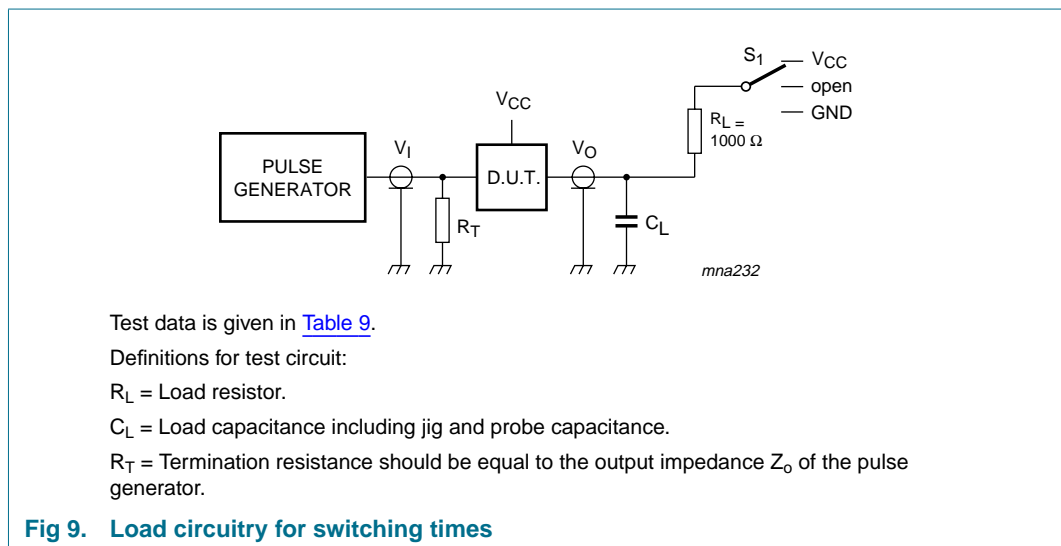 S1
VCC
open
GND
RL =
1000 Ω
VCC
VI
VO
PULSE
GENERATOR
D.U.T.
RT
CL
mna232
Test data is given in Table 9.
Definitions for test circuit:
RL = Load resistor.
CL = Load capacitance including jig and probe capacitance.
RT = Termination resistance should be equal to the output impedance Zo of the pulse
generator.
Fig 9. Load circuitry for switching times